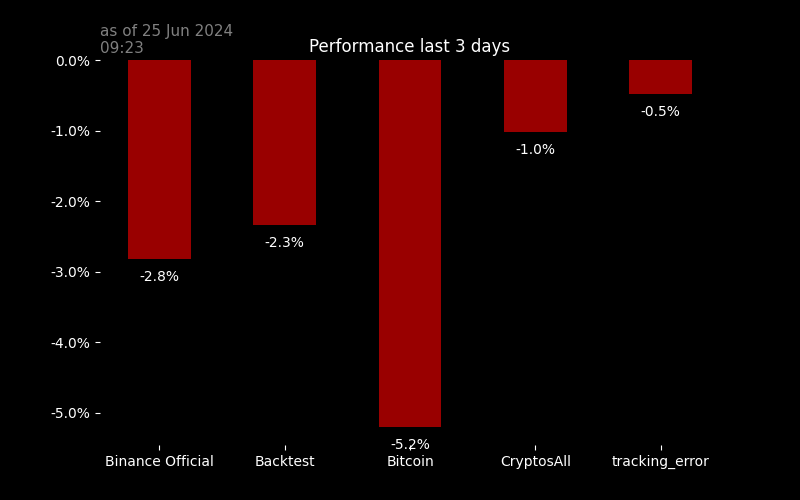 as of 25 Jun 2024
09:23
Performance last 3 days
0.0%
-1.0%
-2.0%
-3.0%
-4.0%
-5.0%
-2.8%
-2.3%
-5.2%
-1.0%
-0.5%
Binance Official
Backtest
Bitcoin
CryptosAll
tracking_error